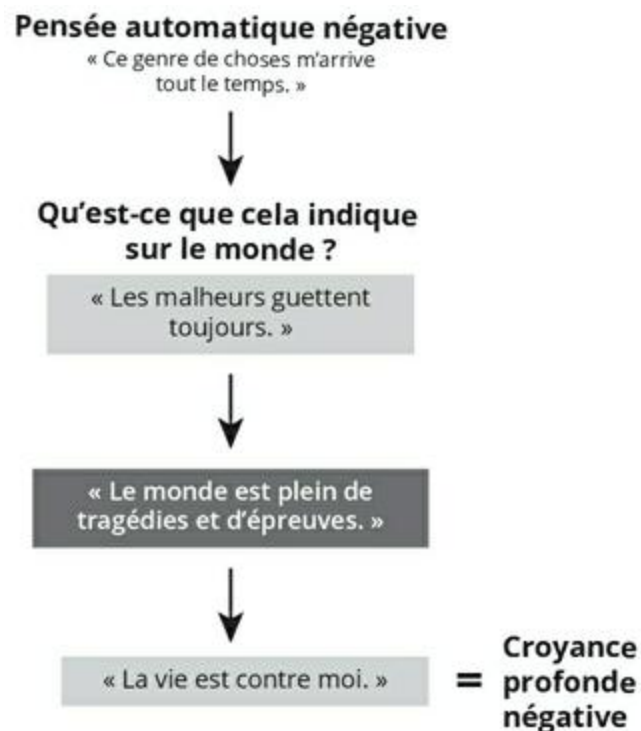 Pensée automatique négative
« Ce genre de choses m’arrive
tout le temps. »
Qu’est-ce que cela indique
sur le monde ?
« Les malheurs guettent
toujours. »
« Le monde est plein de
tragédies et d’épreuves. »
« La vie est contre moi. »
=
Croyance
profonde
négative